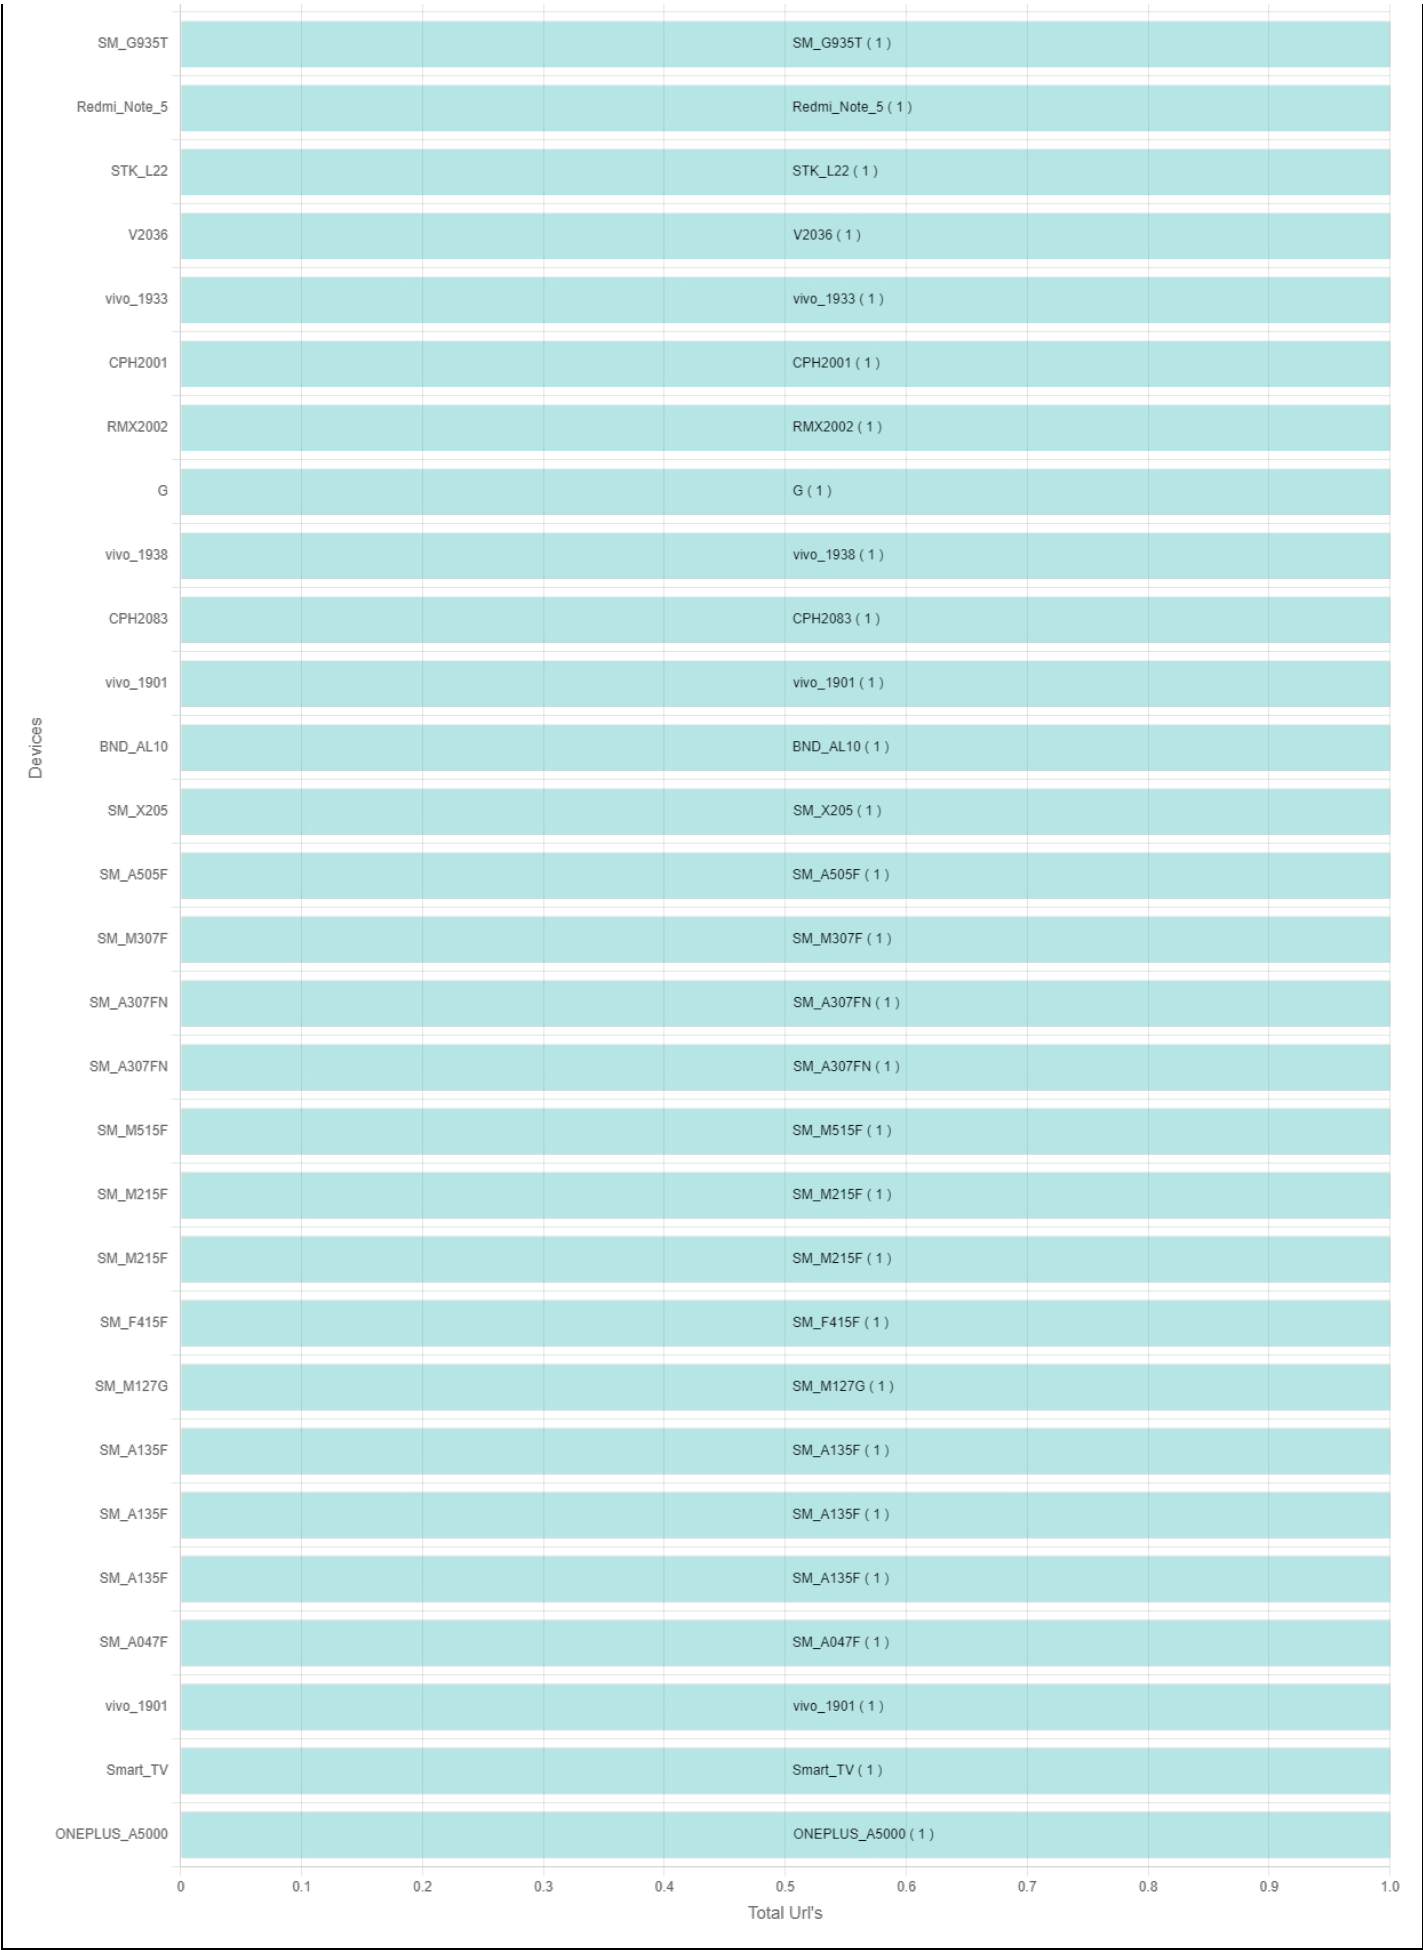 SM_G935T SM_G935T ( 1 )
Redmi_Note_5 Redmi_Note_5 ( 1 )
STK_L22 STK_L22 ( 1 )
V2036 V2036 ( 1 )
vivo_1933 vivo_1933 ( 1 )
CPH2001 CPH2001 ( 1 )
RMX2002 RMX2002 ( 1 )
G G ( 1 )
vivo_1938 vivo_1938 ( 1 )
CPH2083 CPH2083 ( 1 )
vivo_1901 vivo_1901 ( 1 )
Devices
BND_AL10 BND_AL10 ( 1 )
SM_X205 SM_X205 ( 1 )
SM_A505F SM_A505F ( 1 )
SM_M307F SM_M307F ( 1 )
SM_A307FN SM_A307FN ( 1 )
SM_A307FN SM_A307FN ( 1 )
SM_M515F SM_M515F ( 1 )
SM_M215F SM_M215F ( 1 )
SM_M215F SM_M215F ( 1 )
SM_F415F SM_F415F ( 1 )
SM_M127G SM_M127G ( 1 )
SM_A135F SM_A135F ( 1 )
SM_A135F SM_A135F ( 1 )
SM_A135F SM_A135F ( 1 )
SM_A047F SM_A047F ( 1 )
vivo_1901 vivo_1901 ( 1 )
Smart_TV Smart_TV ( 1 )
ONEPLUS_A5000 ONEPLUS_A5000 ( 1 )
0 0.1 0.2 0.3 0.4 0.5 0.6 0.7 0.8 0.9 1.0
Total Url's